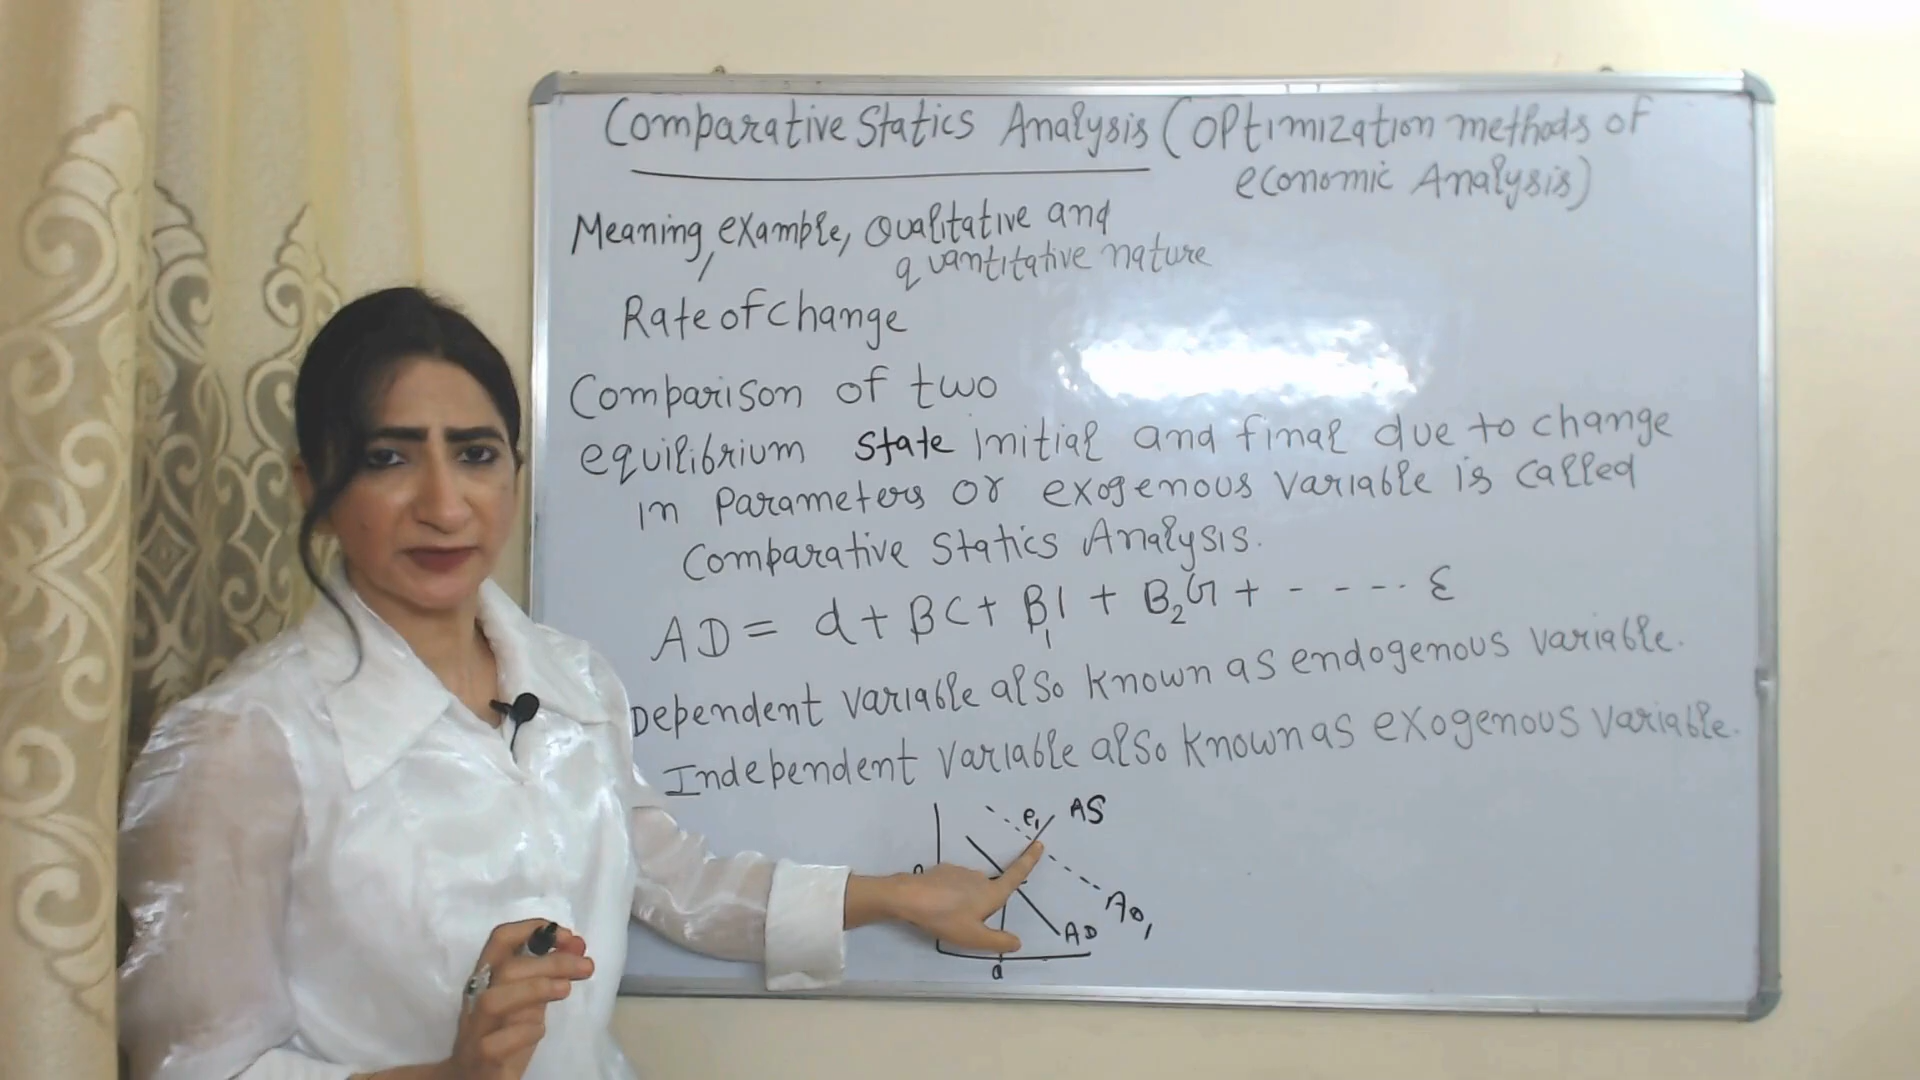 Comparative Statics Analysis (Optimization methods of
economic Analysis)
Meaning, example, Qualitative and
quantitative nature
Rate of change
Comparison of two
equilibrium state initial and final due to change
in Parameters or exogenous variable is called
Comparative Statics Analysis.
AD = α + BC + B₁I + B₂G + - - - - - ε
Dependent variable also known as endogenous variable.
Independent variable also known as exogenous variable.
e₁ AS
AD₁
AD